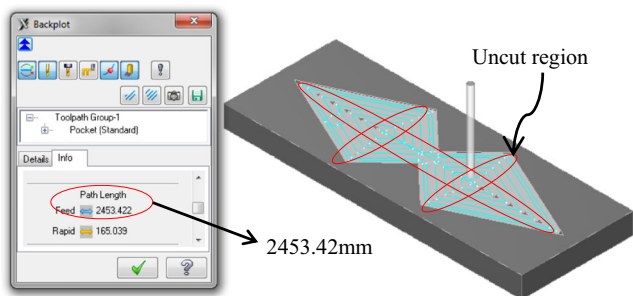 Backplot
Toolpath Group-1
Pocket (Standard)
Details Info
Path Length
Feed 2453.422
Rapid 165.039
Uncut region
2453.42mm